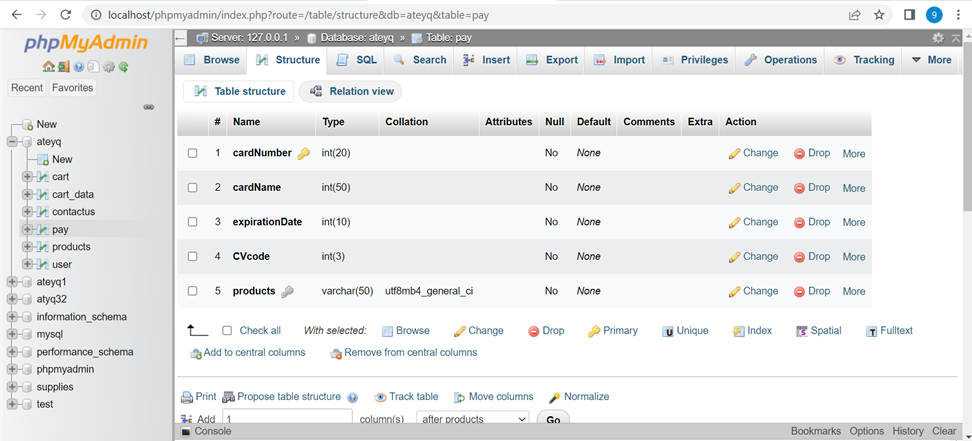 localhost/phpmyadmin/index.php?route=/table/structure&db=ateyq&table=pay
9
phpMyAdmin
Recent Favorites
New
ateyq
New
cart
cart_data
contactus
pay
products
user
ateyq1
atyq32
information_schema
mysql
performance_schema
phpmyadmin
supplies
test
Server: 127.0.0.1 » Database: ateyq » Table: pay
Browse Structure SQL Search Insert Export Import Privileges Operations Tracking More
Table structure Relation view
# Name Type Collation Attributes Null Default Comments Extra Action
1 cardNumber int(20) No None Change Drop More
2 cardName int(50) No None Change Drop More
3 expirationDate int(10) No None Change Drop More
4 CVcode int(3) No None Change Drop More
5 products varchar(50) utf8mb4_general_ci No None Change Drop More
Check all With selected: Browse Change Drop Primary Unique Index Spatial Fulltext
Add to central columns Remove from central columns
Print Propose table structure Track table Move columns Normalize
Add 1 column(s) after products Go
Console Bookmarks Options History Clear